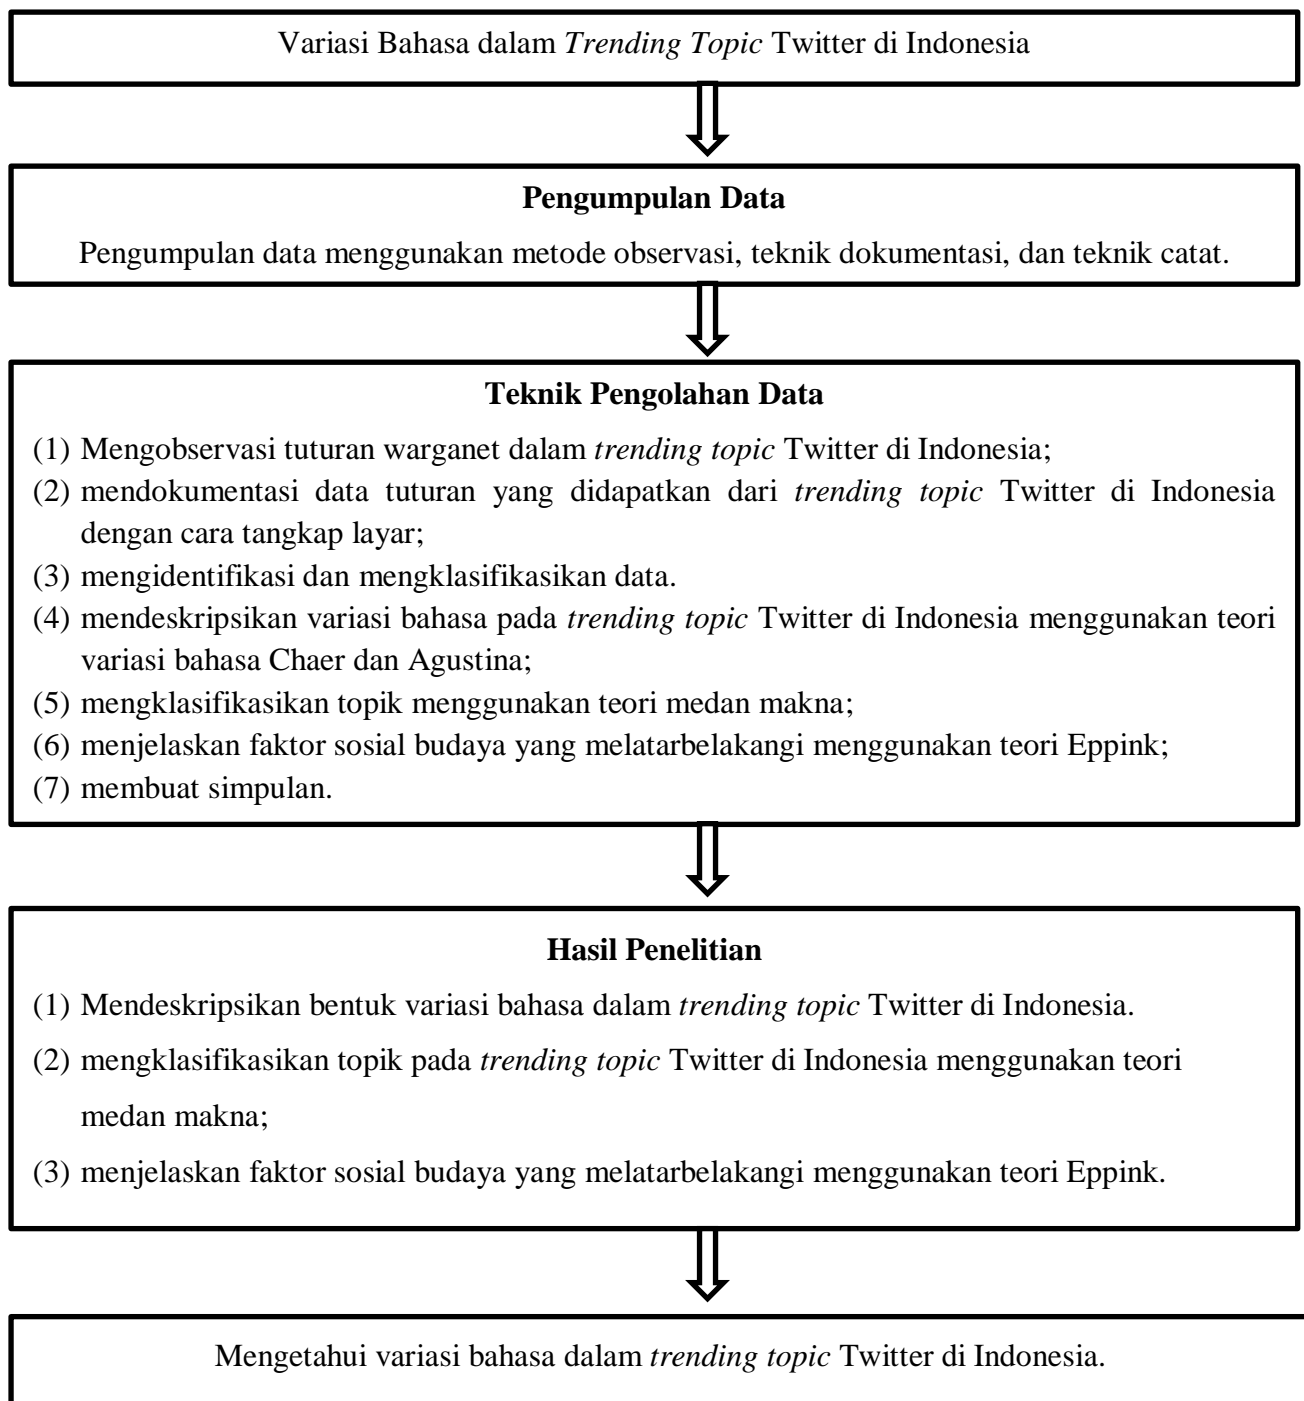 Variasi Bahasa dalam Trending Topic Twitter di Indonesia
Pengumpulan Data
Pengumpulan data menggunakan metode observasi, teknik dokumentasi, dan teknik catat.
Teknik Pengolahan Data
(1) Mengobservasi tuturan warganet dalam trending topic Twitter di Indonesia;
(2) mendokumentasi data tuturan yang didapatkan dari trending topic Twitter di Indonesia
dengan cara tangkap layar;
(3) mengidentifikasi dan mengklasifikasikan data.
(4) mendeskripsikan variasi bahasa pada trending topic Twitter di Indonesia menggunakan teori
variasi bahasa Chaer dan Agustina;
(5) mengklasifikasikan topik menggunakan teori medan makna;
(6) menjelaskan faktor sosial budaya yang melatarbelakangi menggunakan teori Eppink;
(7) membuat simpulan.
Hasil Penelitian
(1) Mendeskripsikan bentuk variasi bahasa dalam trending topic Twitter di Indonesia.
(2) mengklasifikasikan topik pada trending topic Twitter di Indonesia menggunakan teori
medan makna;
(3) menjelaskan faktor sosial budaya yang melatarbelakangi menggunakan teori Eppink.
Mengetahui variasi bahasa dalam trending topic Twitter di Indonesia.